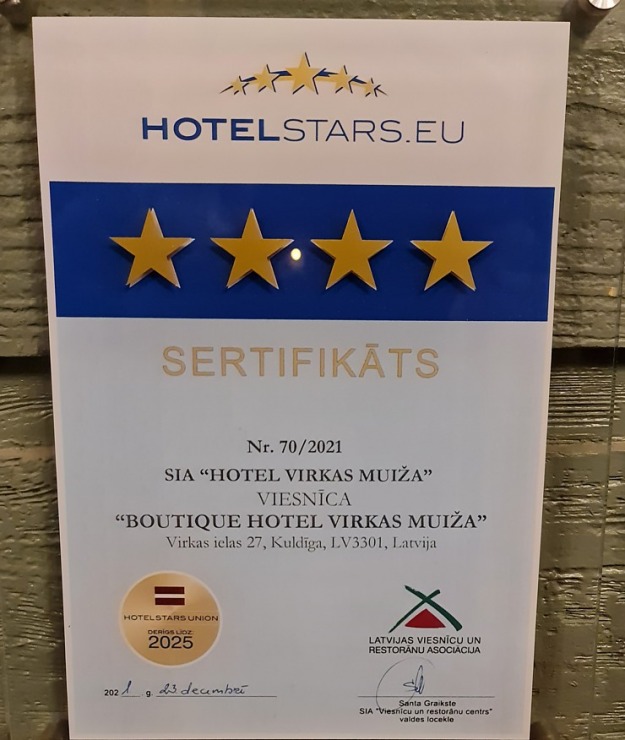 HOTELSTARS.EU
SERTIFIKĀTS
Nr. 70/2021
SIA “HOTEL VIRKAS MUIŽA”
VIESNĪCA
“BOUTIQUE HOTEL VIRKAS MUIŽA”
Virkas ielas 27, Kuldīga, LV3301, Latvija
HOTELSTARS UNION
DERĪGS LĪDZ:
2025
LATVIJAS VIESNĪCU UN
RESTORĀNU ASOCIĀCIJA
2021 g. 23 decembrī
Santa Graikste
SIA "Viesnīcu un restorānu centrs"
valdes locekle